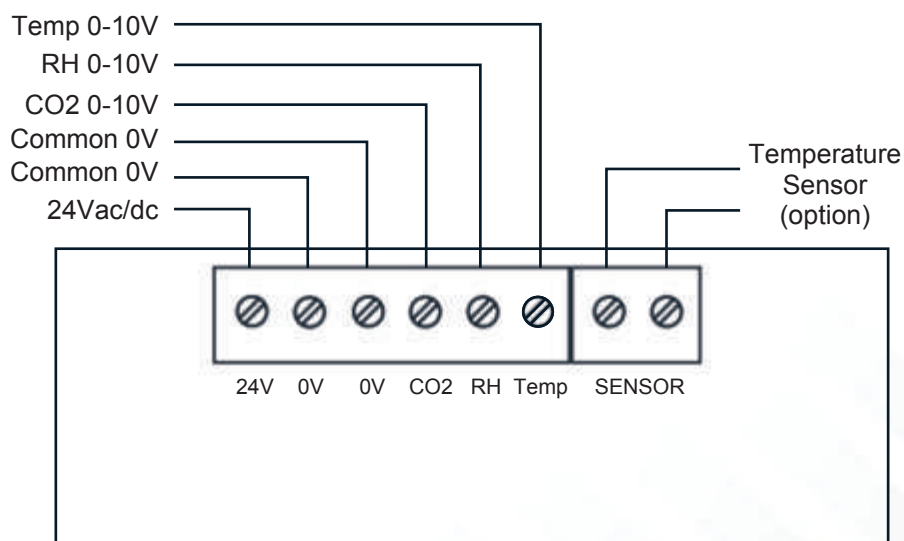 Temp 0-10V
RH 0-10V
CO2 0-10V
Common 0V
Common 0V
24Vac/dc
Temperature
Sensor
(option)
24V 0V 0V CO2 RH Temp SENSOR